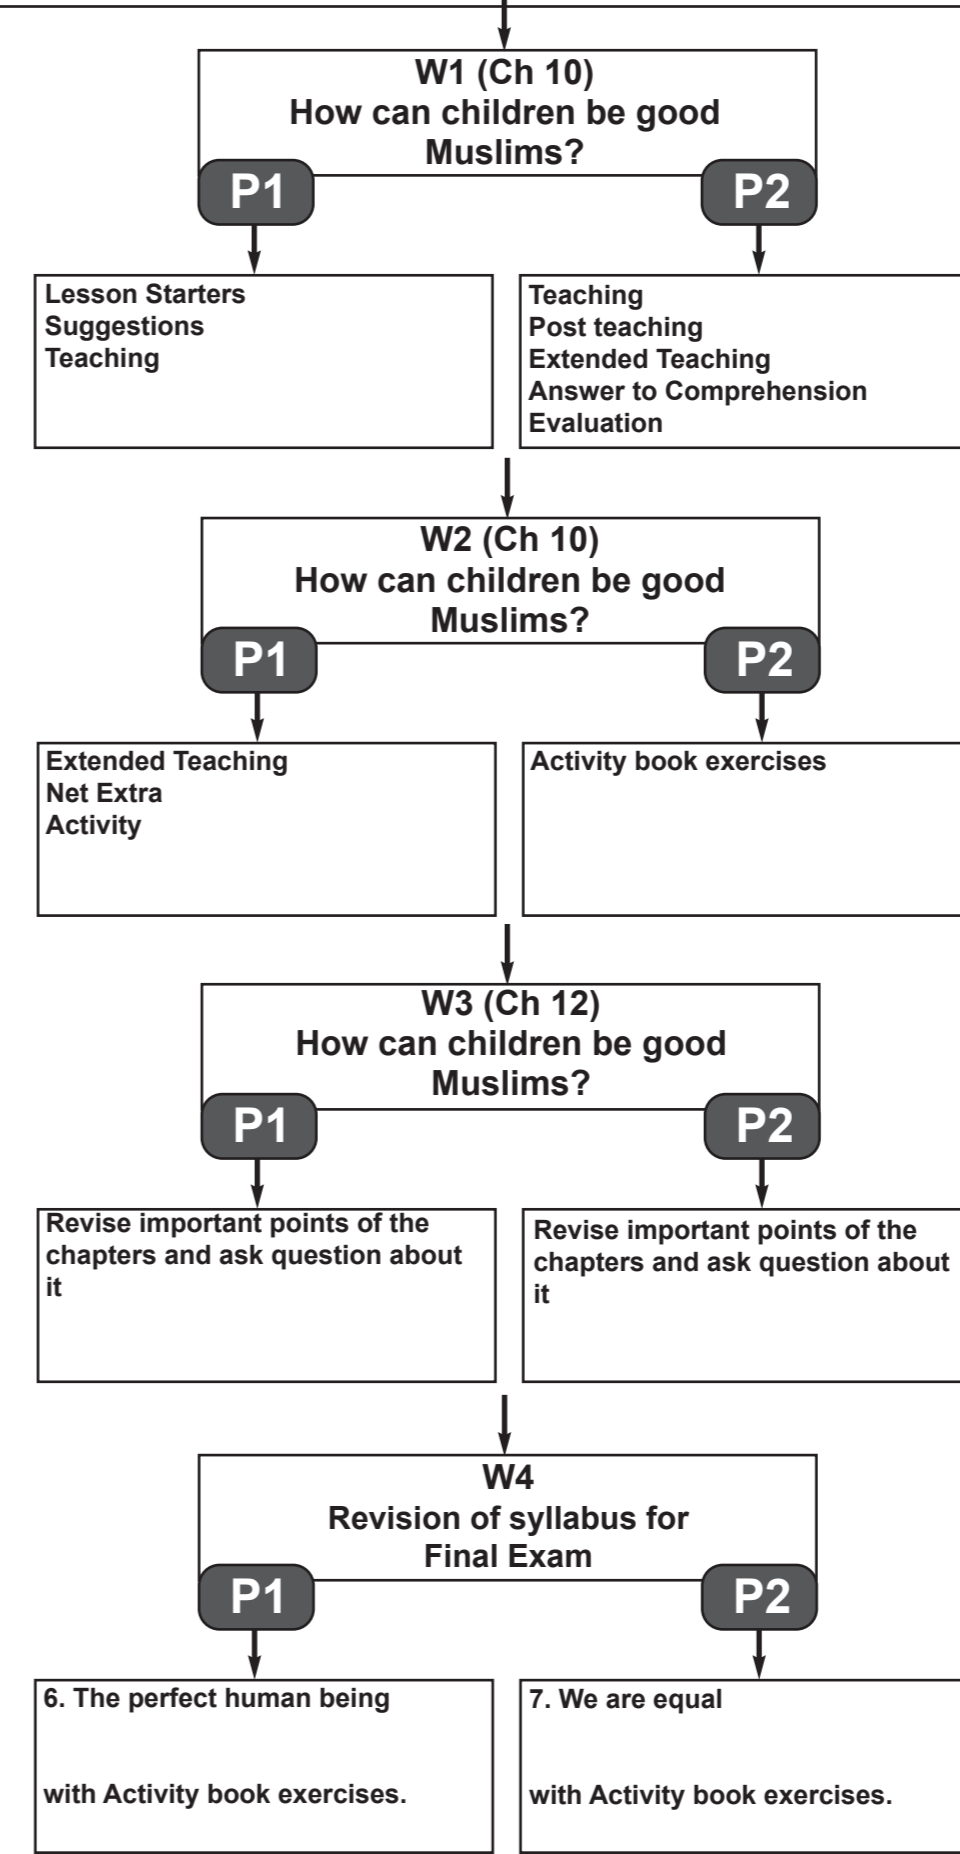 W1 (Ch 10)
How can children be good
Muslims?
P1
P2
Lesson Starters
Suggestions
Teaching
Teaching
Post teaching
Extended Teaching
Answer to Comprehension
Evaluation
W2 (Ch 10)
How can children be good
Muslims?
P1
P2
Extended Teaching
Net Extra
Activity
Activity book exercises
W3 (Ch 12)
How can children be good
Muslims?
P1
P2
Revise important points of the
chapters and ask question about
it
Revise important points of the
chapters and ask question about
it
W4
Revision of syllabus for
Final Exam
P1
P2
6. The perfect human being
with Activity book exercises.
7. We are equal
with Activity book exercises.